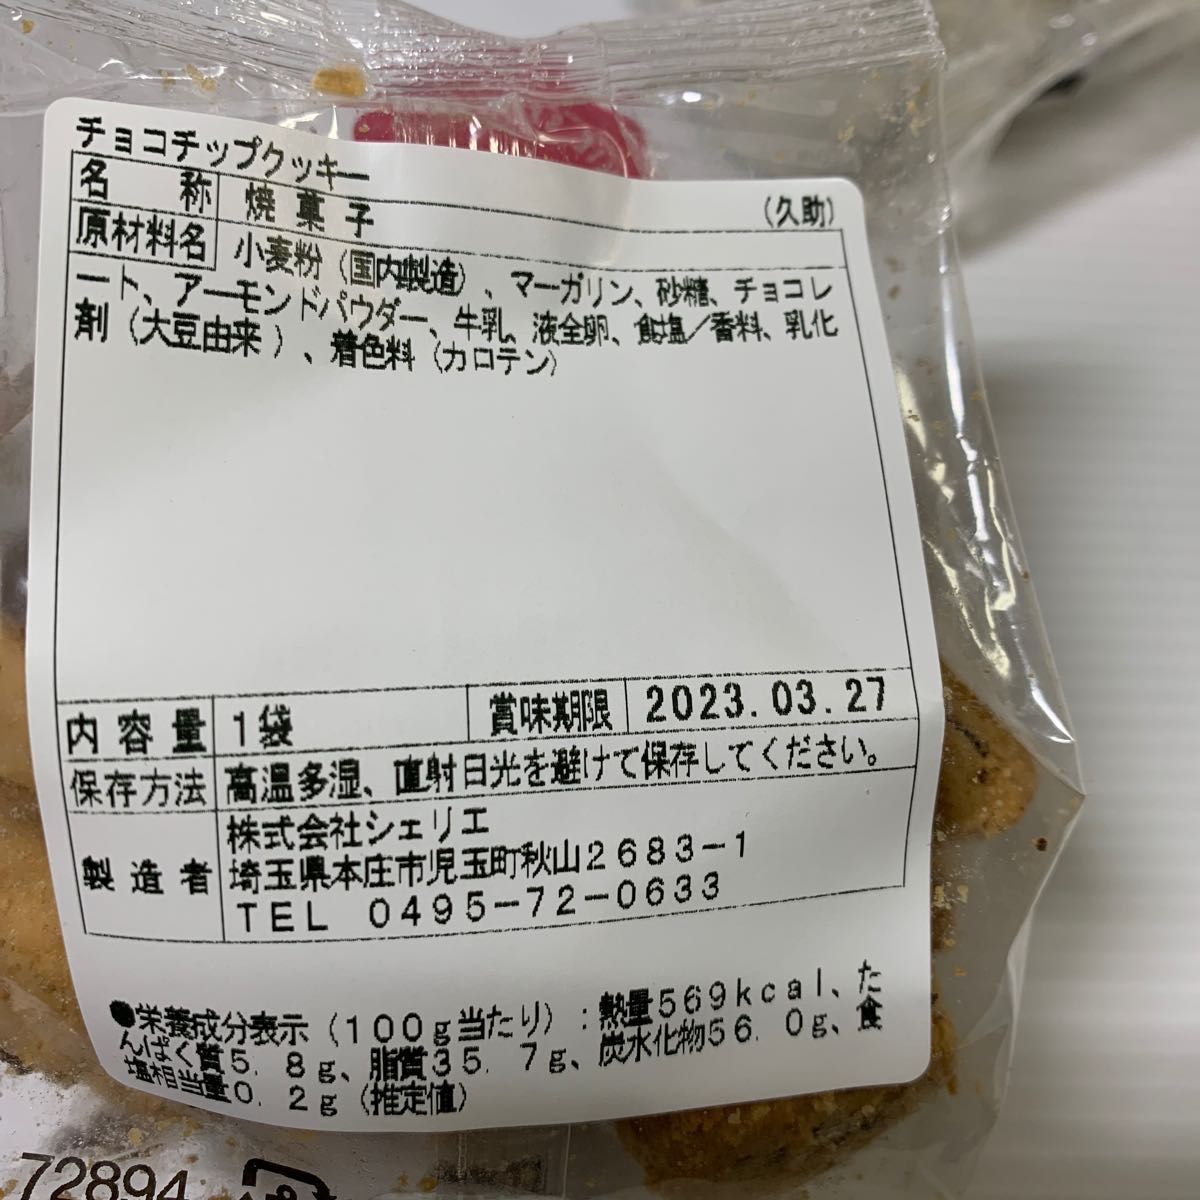 チョコチップクッキー
名称 焼菓子 (久助)
原材料名 小麦粉（国内製造）、マーガリン、砂糖、チョコレ
ート、アーモンドパウダー、牛乳、液全卵、食塩／香料、乳化
剤（大豆由来）、着色料（カロテン）
内容量 1袋 賞味期限 2023.03.27
保存方法 高温多湿、直射日光を避けて保存してください。
製造者 株式会社シェリエ
埼玉県本庄市児玉町秋山２６８３−１
ＴＥＬ ０４９５−７２−０６３３
●栄養成分表示（１００ｇ当たり）：熱量５６９ｋｃａｌ、た
んぱく質５．８ｇ、脂質３５．７ｇ、炭水化物５６．０ｇ、食
塩相当量０．２ｇ（推定値）
72894